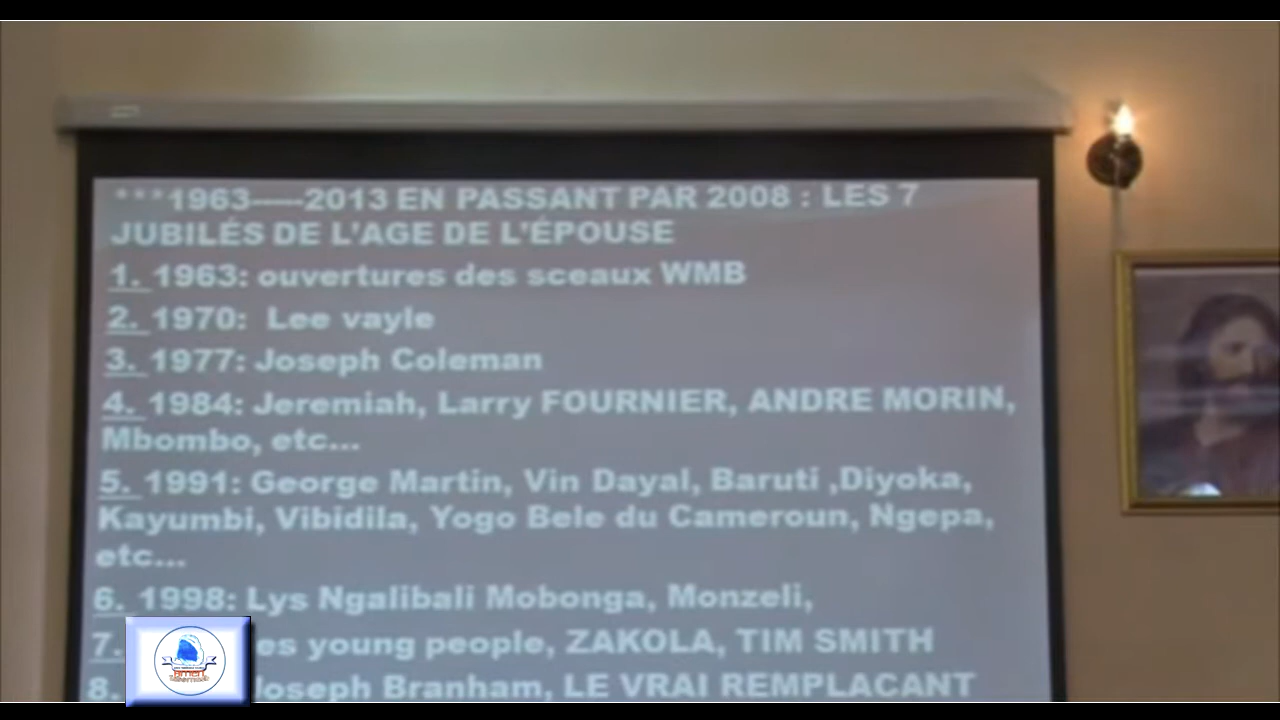 ***1963----2013 EN PASSANT PAR 2008 : LES 7
JUBILÉS DE L'AGE DE L'ÉPOUSE
1. 1963: ouvertures des sceaux WMB
2. 1970: Lee vayle
3. 1977: Joseph Coleman
4. 1984: Jeremiah, Larry FOURNIER, ANDRE MORIN,
Mbombo, etc...
5. 1991: George Martin, Vin Dayal, Baruti ,Diyoka,
Kayumbi, Vibidila, Yogo Bele du Cameroun, Ngepa,
etc...
6. 1998: Lys Ngalibali Mobonga, Monzeli,
7. es young people, ZAKOLA, TIM SMITH
8. Joseph Branham, LE VRAI REMPLACANT